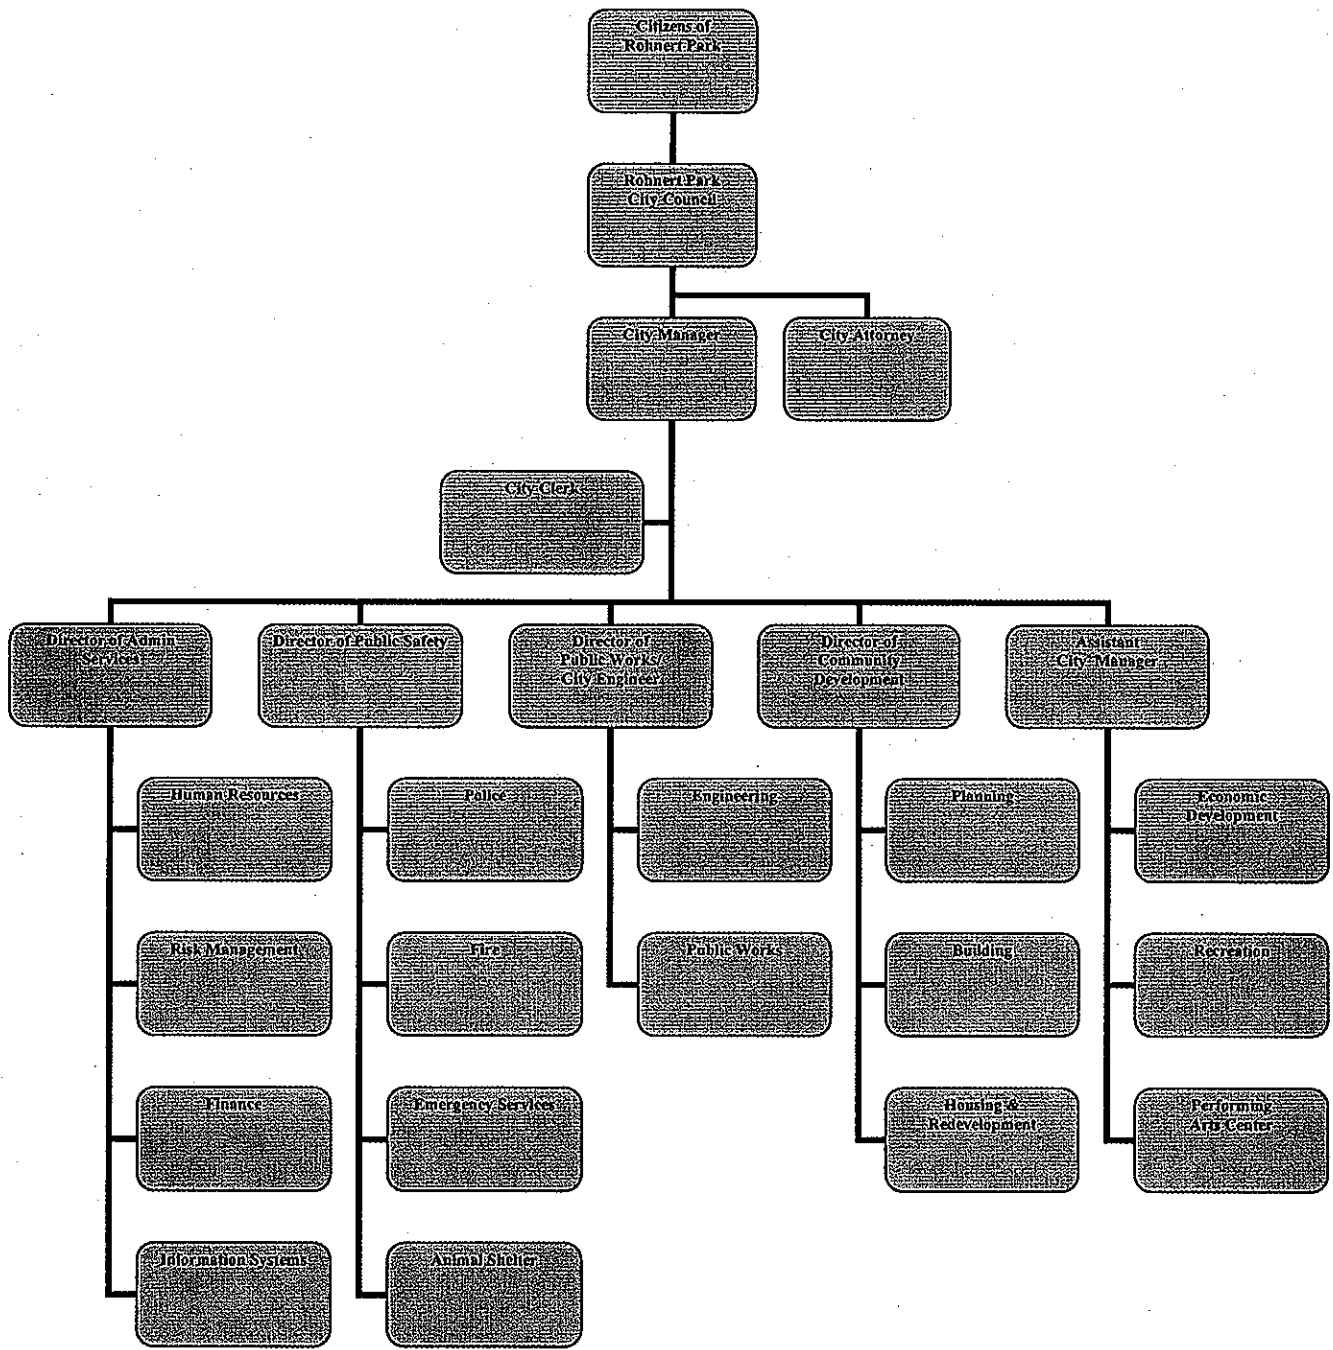 Citizens of
Rohnert Park
Rohnert Park
City Council
City Manager
City Attorney
City Clerk
Director of Admin
Services
Director of Public Safety
Director of
Public Works/
City Engineer
Director of
Community
Development
Assistant
City Manager
Human Resources
Police
Engineering
Planning
Economic
Development
Risk Management
Fire
Public Works
Building
Recreation
Finance
Emergency Services
Housing &
Redevelopment
Performing
Arts Center
Information Systems
Animal Shelter